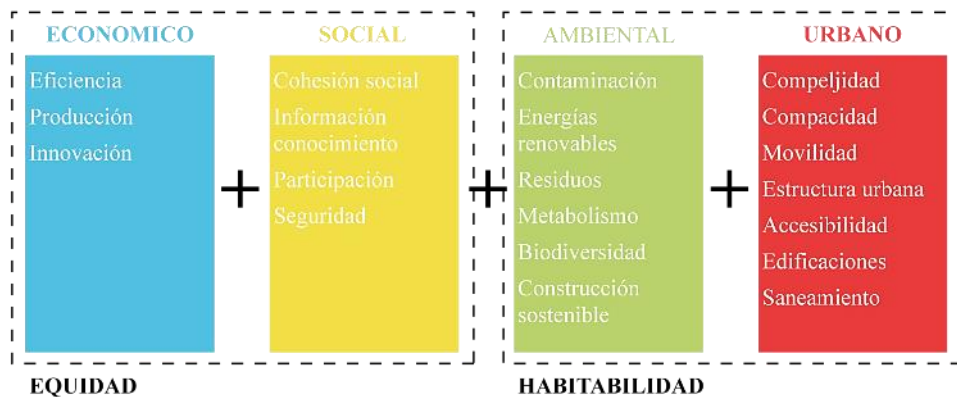 ECONOMICO
Eficiencia
Producción
Innovación
SOCIAL
Cohesión social
Información
conocimiento
Participación
Seguridad
AMBIENTAL
Contaminación
Energías
renovables
Residuos
Metabolismo
Biodiversidad
Construcción
sostenible
URBANO
Compeljidad
Compacidad
Movilidad
Estructura urbana
Accesibilidad
Edificaciones
Saneamiento
+
+
+
EQUIDAD
HABITABILIDAD